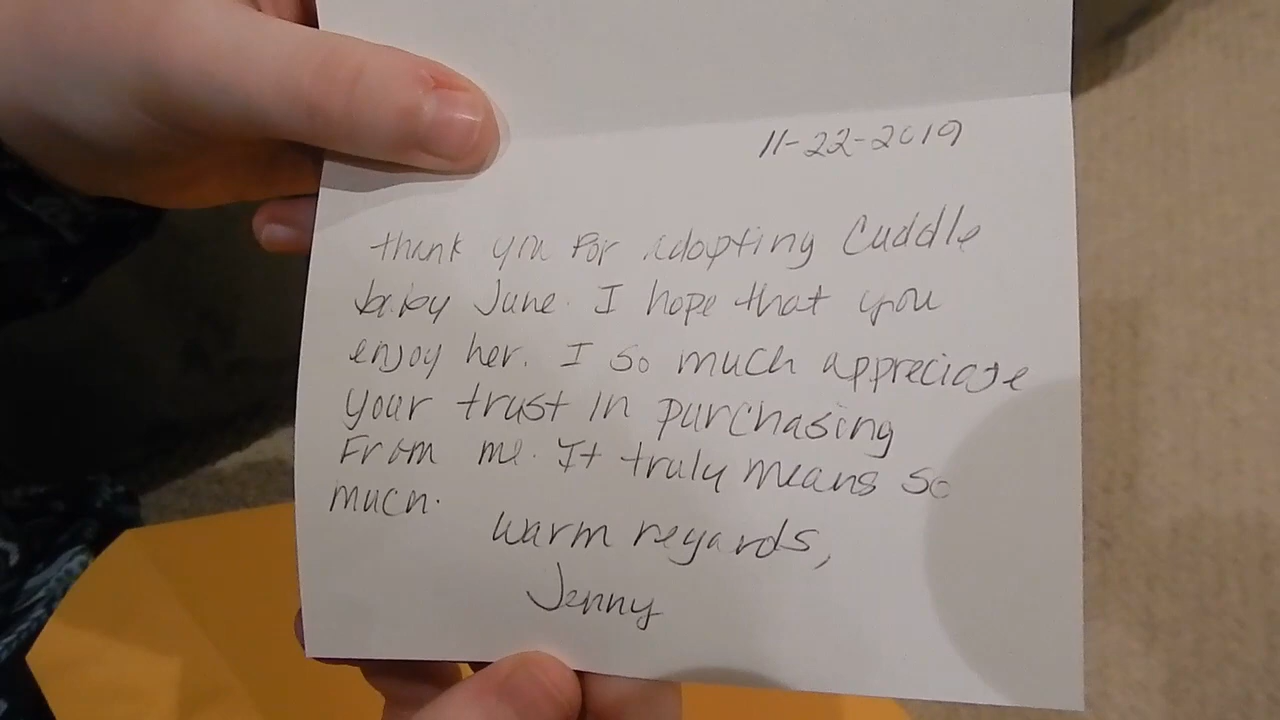 11-22-2019
thank you For adopting Cuddle
baby June. I hope that you
enjoy her. I so much appreciate
your trust in purchasing
From me. It truly means so
much.
warm regards,
Jenny